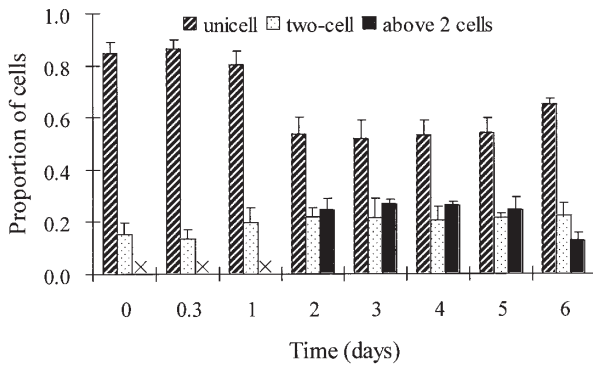 unicell two-cell above 2 cells
Proportion of cells
1.0
0.8
0.6
0.4
0.2
0.0
× × ×
0 0.3 1 2 3 4 5 6
Time (days)